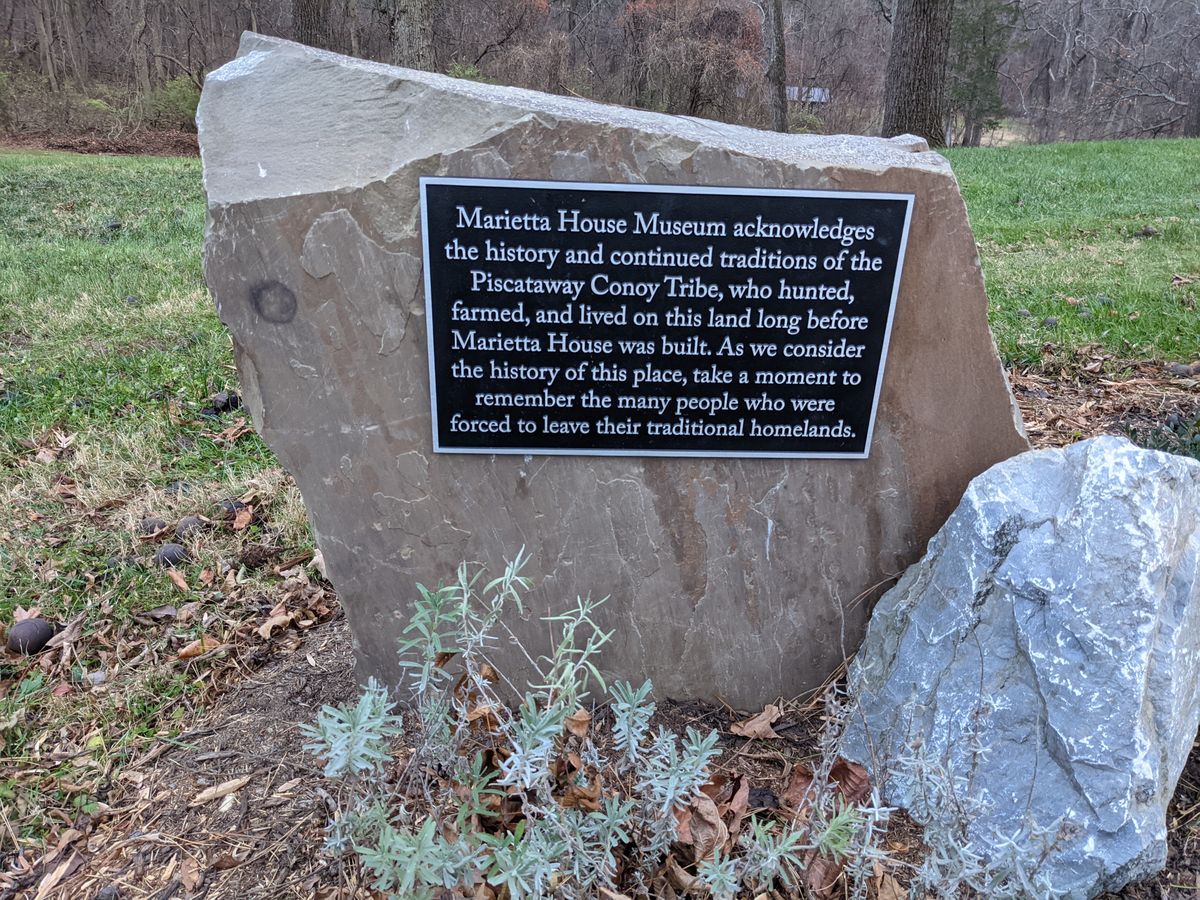 Marietta House Museum acknowledges
the history and continued traditions of the
Piscataway Conoy Tribe, who hunted,
farmed, and lived on this land long before
Marietta House was built. As we consider
the history of this place, take a moment to
remember the many people who were
forced to leave their traditional homelands.